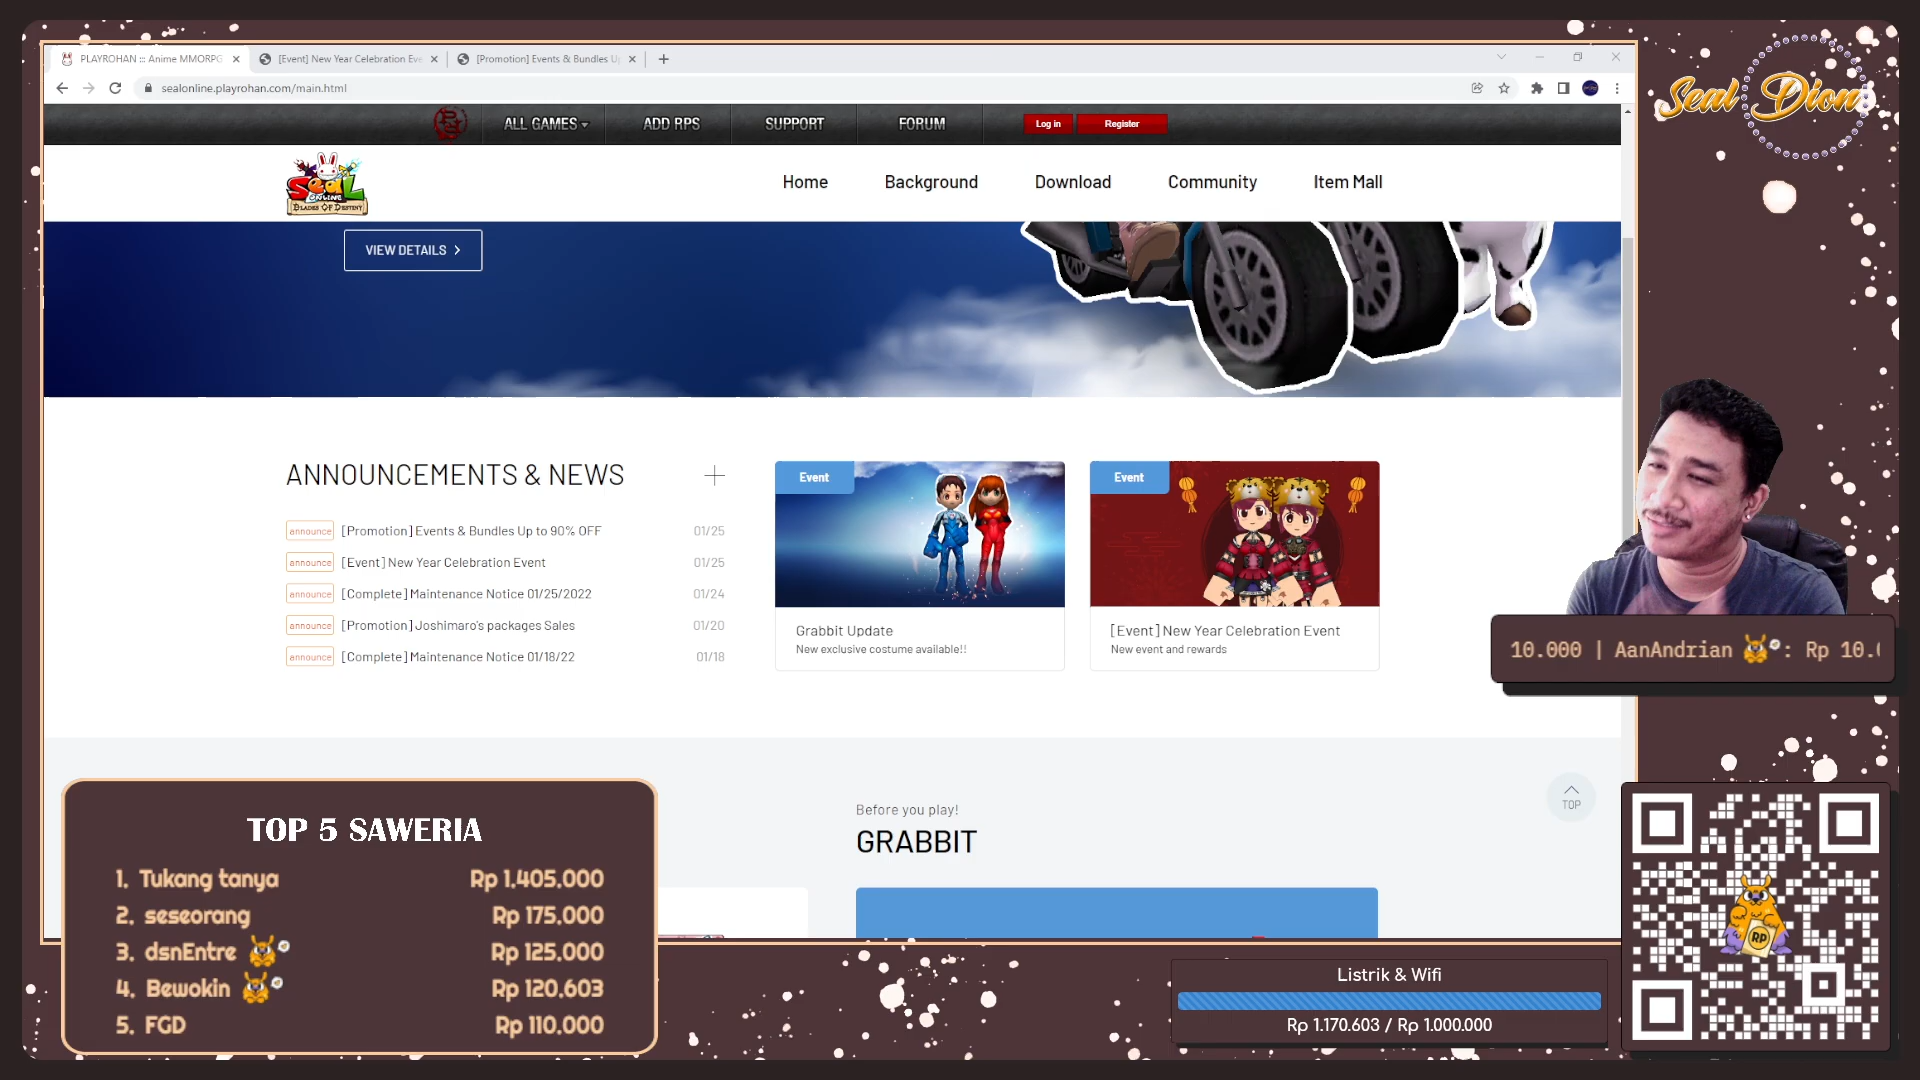 PLAYROHAN ::: Anime MMORPG
[Event] New Year Celebration Eve
[Promotion] Events & Bundles U
sealonline.playrohan.com/main.html
ALL GAMES
ADD RPS
SUPPORT
FORUM
Log in
Register
Seal Dion
SeaL
ONLINE
BLADES OF DESTINY
Home
Background
Download
Community
Item Mall
VIEW DETAILS >
ANNOUNCEMENTS & NEWS
announce [Promotion] Events & Bundles Up to 90% OFF 01/25
announce [Event] New Year Celebration Event 01/25
announce [Complete] Maintenance Notice 01/25/2022 01/24
announce [Promotion] Joshimaro's packages Sales 01/20
announce [Complete] Maintenance Notice 01/18/22 01/18
Event
Grabbit Update
New exclusive costume available!!
Event
[Event] New Year Celebration Event
New event and rewards
10.000 | AanAndrian : Rp 10.
TOP
Before you play!
GRABBIT
TOP 5 SAWERIA
1. Tukang tanya Rp 1.405.000
2. seseorang Rp 175.000
3. dsnEntre Rp 125.000
4. Bewokin Rp 120.603
5. FGD Rp 110.000
Listrik & Wifi
Rp 1.170.603 / Rp 1.000.000
RP